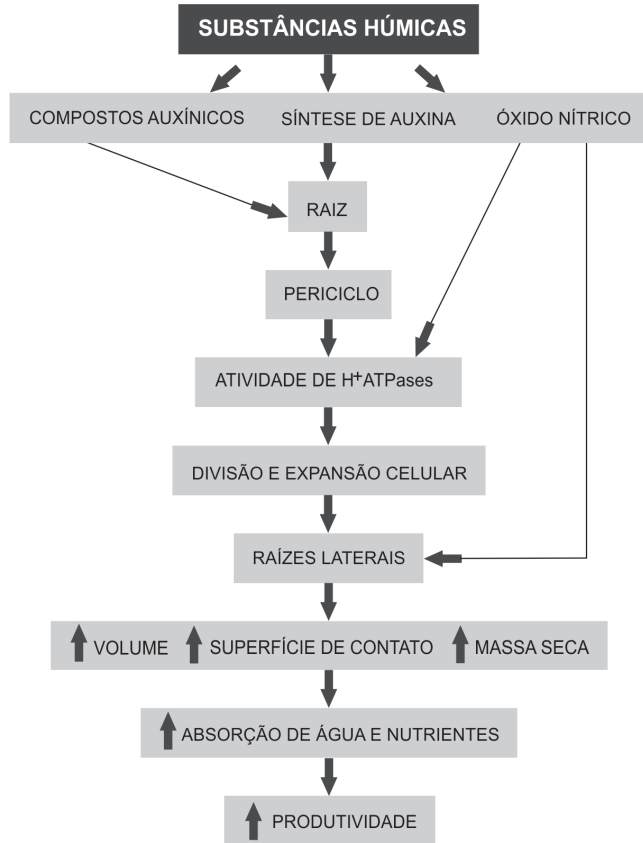 SUBSTÂNCIAS HÚMICAS
COMPOSTOS AUXÍNICOS SÍNTESE DE AUXINA ÓXIDO NÍTRICO
RAIZ
PERICICLO
ATIVIDADE DE H+ATPases
DIVISÃO E EXPANSÃO CELULAR
RAÍZES LATERAIS
VOLUME SUPERFÍCIE DE CONTATO MASSA SECA
ABSORÇÃO DE ÁGUA E NUTRIENTES
PRODUTIVIDADE